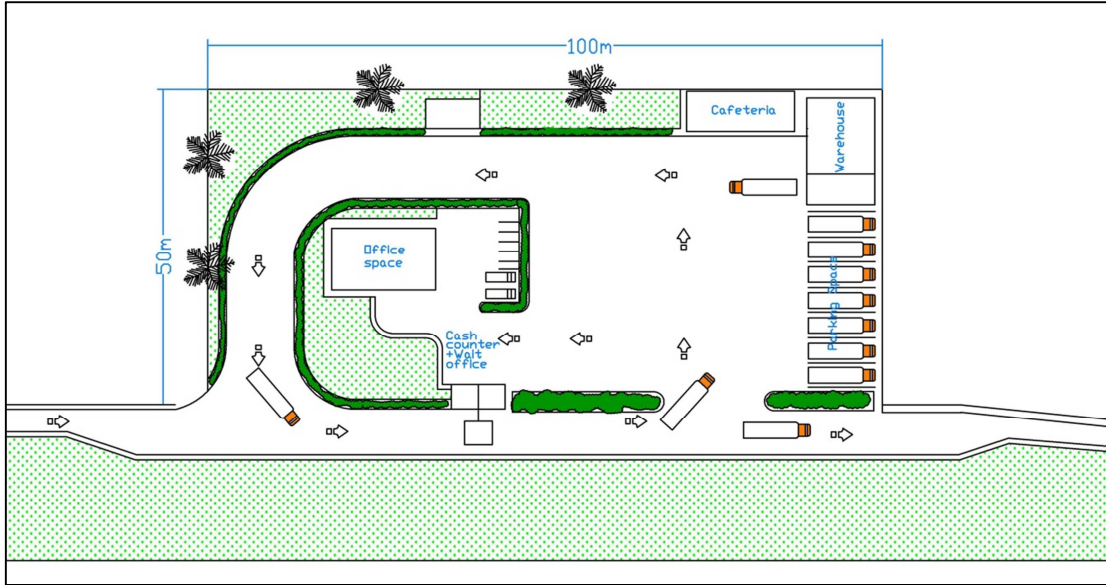 100m
50m
Cafeteria
Warehouse
Office
space
Parking Space
Cash
counter
+Wait
office